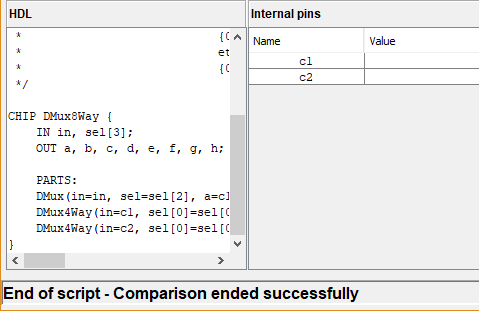 HDL
Internal pins
* {0
* et
* {0
*/
CHIP DMux8Way {
IN in, sel[3];
OUT a, b, c, d, e, f, g, h;
PARTS:
DMux(in=in, sel=sel[2], a=c1
DMux4Way(in=c1, sel[0]=sel[0
DMux4Way(in=c2, sel[0]=sel[0
}
Name Value
c1
c2
End of script - Comparison ended successfully